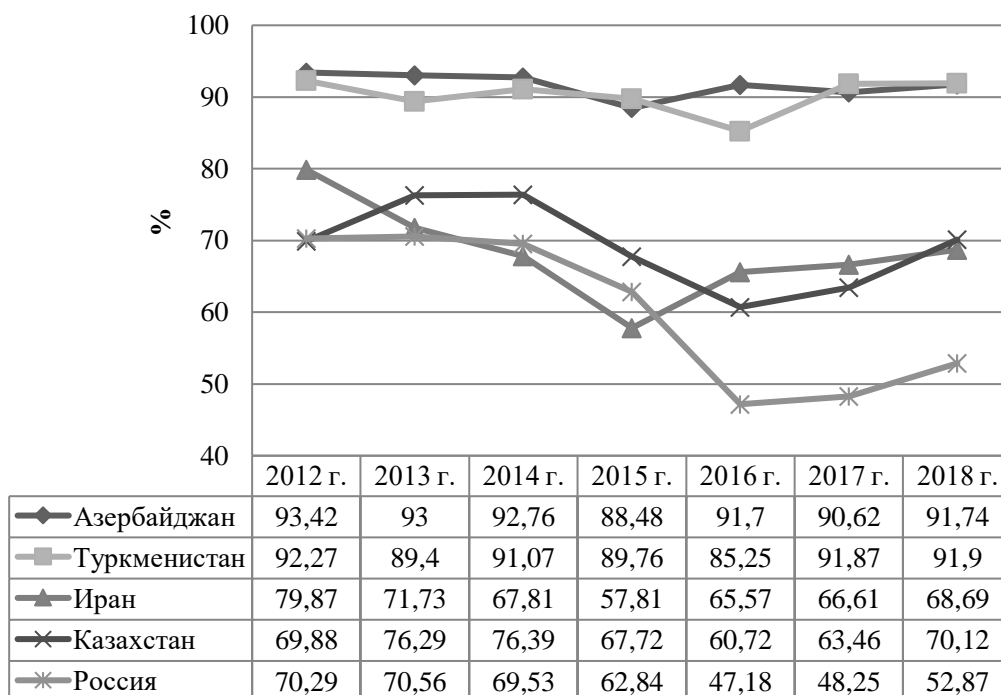 100
90
80
70
60
50
40
%
2012 г. 2013 г. 2014 г. 2015 г. 2016 г. 2017 г. 2018 г.
Азербайджан 93,42 93 92,76 88,48 91,7 90,62 91,74
Туркменистан 92,27 89,4 91,07 89,76 85,25 91,87 91,9
Иран 79,87 71,73 67,81 57,81 65,57 66,61 68,69
Казахстан 69,88 76,29 76,39 67,72 60,72 63,46 70,12
Россия 70,29 70,56 69,53 62,84 47,18 48,25 52,87